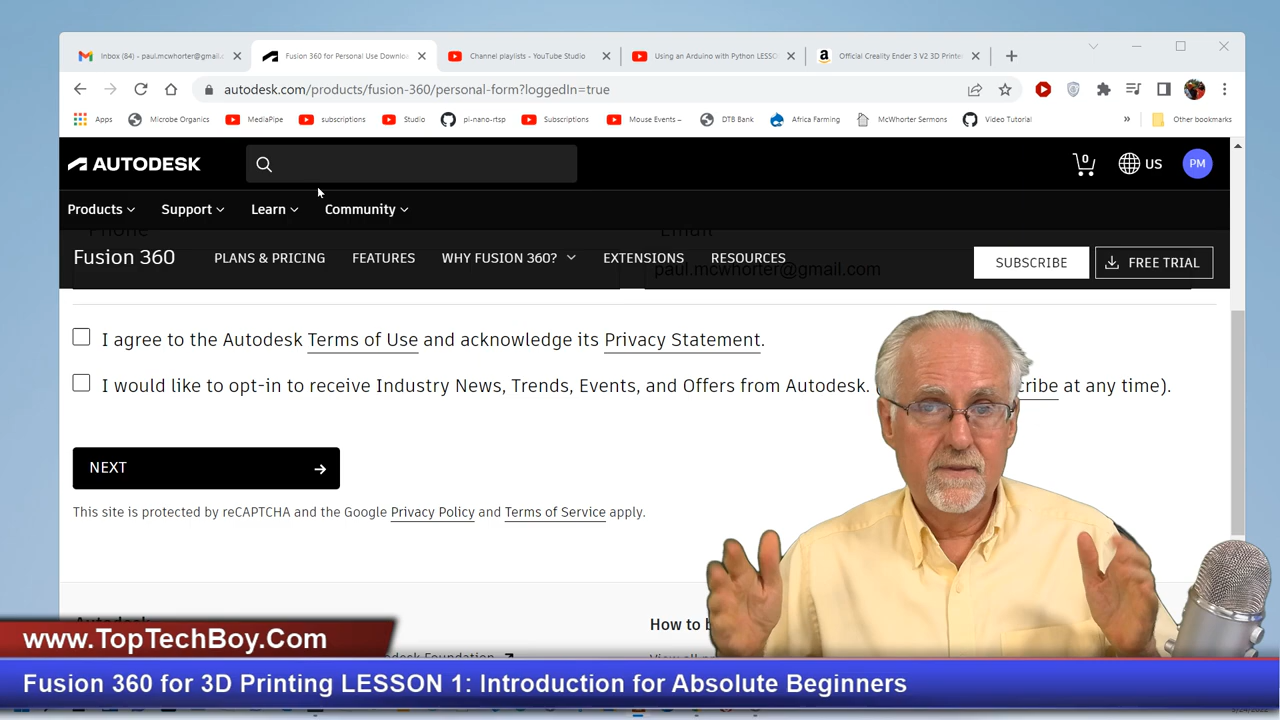 Inbox (84) - paul.mcwhorter@gmail.c
Fusion 360 for Personal Use Downlo
Channel playlists - YouTube Studio
Using an Arduino with Python LESSO
Official Creality Ender 3 V2 3D Printe
autodesk.com/products/fusion-360/personal-form?loggedIn=true
Apps Microbe Organics MediaPipe subscriptions Studio pi-nano-rtsp Subscriptions Mouse Events – DTB Bank Africa Farming McWhorter Sermons Video Tutorial » Other bookmarks
AUTODESK 0 US PM
Products Support Learn Community
Phone Email
Fusion 360 PLANS & PRICING FEATURES WHY FUSION 360? EXTENSIONS RESOURCES SUBSCRIBE FREE TRIAL
paul.mcwhorter@gmail.com
I agree to the Autodesk Terms of Use and acknowledge its Privacy Statement.
I would like to opt-in to receive Industry News, Trends, Events, and Offers from Autodesk. cribe at any time).
NEXT
This site is protected by reCAPTCHA and the Google Privacy Policy and Terms of Service apply.
Autodesk How to b
www.TopTechBoy.Com
Fusion 360 for 3D Printing LESSON 1: Introduction for Absolute Beginners